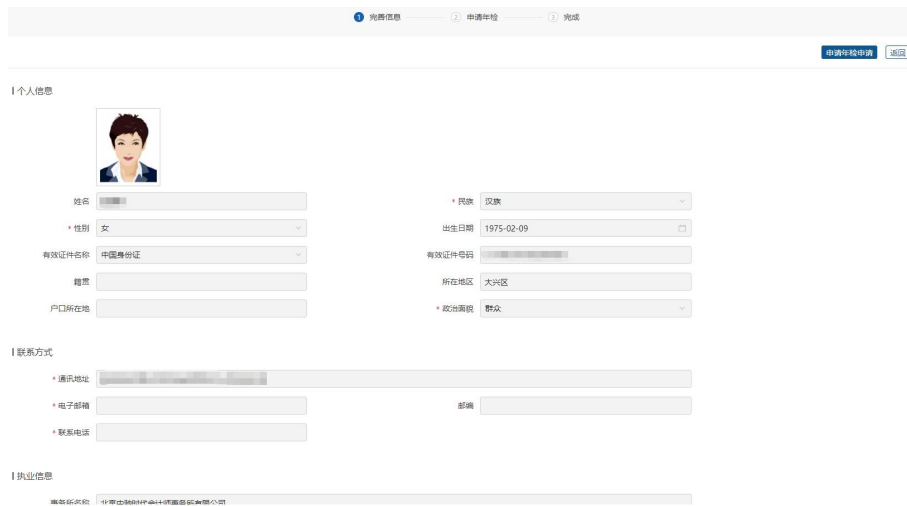 1 完善信息 2 申请年检 3 完成
申请年检申请 返回
个人信息
姓名 * 民族 汉族
* 性别 女 出生日期 1975-02-09
有效证件名称 中国身份证 有效证件号码
籍贯 所在地区 大兴区
户口所在地 * 政治面貌 群众
联系方式
* 通讯地址
* 电子邮箱 邮编
* 联系电话
执业信息
事务所名称